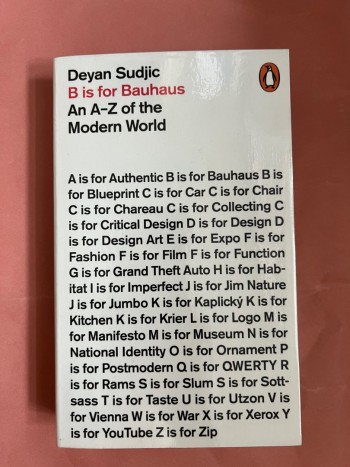 Deyan Sudjic
B is for Bauhaus
An A–Z of the
Modern World
A is for Authentic B is for Bauhaus B is
for Blueprint C is for Car C is for Chair
C is for Chareau C is for Collecting C
is for Critical Design D is for Design D
is for Design Art E is for Expo F is for
Fashion F is for Film F is for Function
G is for Grand Theft Auto H is for Hab-
itat I is for Imperfect J is for Jim Nature
J is for Jumbo K is for Kaplický K is for
Kitchen K is for Krier L is for Logo M is
for Manifesto M is for Museum N is for
National Identity O is for Ornament P
is for Postmodern Q is for QWERTY R
is for Rams S is for Slum S is for Sott-
sass T is for Taste U is for Utzon V is
for Vienna W is for War X is for Xerox Y
is for YouTube Z is for Zip